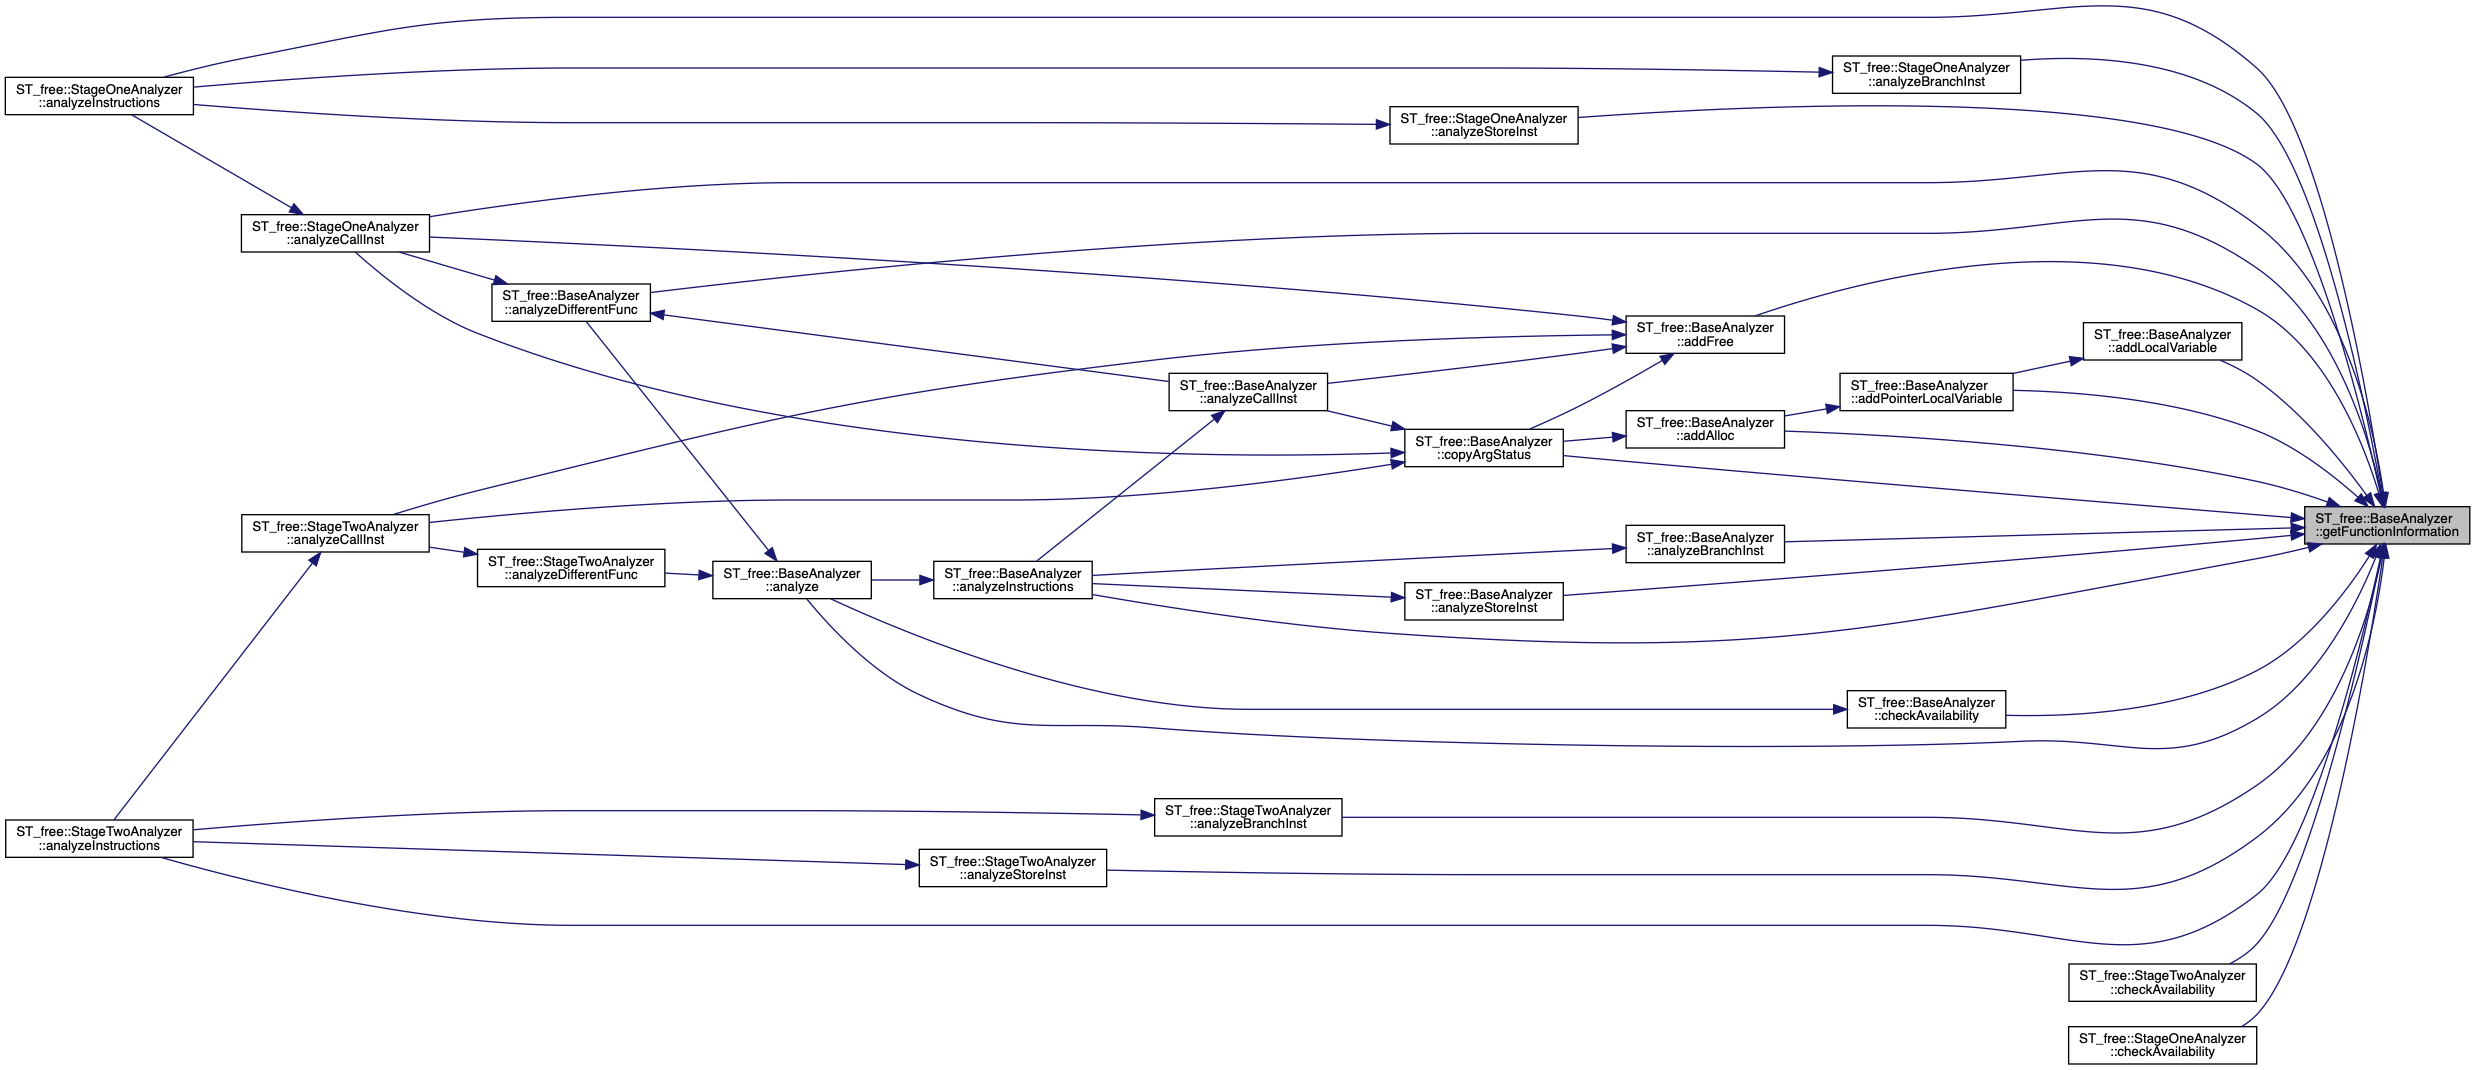 ST_free::StageOneAnalyzer
::analyzeInstructions
ST_free::StageOneAnalyzer
::analyzeBranchInst
ST_free::StageOneAnalyzer
::analyzeStoreInst
ST_free::StageOneAnalyzer
::analyzeCallInst
ST_free::BaseAnalyzer
::analyzeDifferentFunc
ST_free::BaseAnalyzer
::addFree
ST_free::BaseAnalyzer
::addLocalVariable
ST_free::BaseAnalyzer
::analyzeCallInst
ST_free::BaseAnalyzer
::addPointerLocalVariable
ST_free::BaseAnalyzer
::addAlloc
ST_free::BaseAnalyzer
::copyArgStatus
ST_free::BaseAnalyzer
::getFunctionInformation
ST_free::StageTwoAnalyzer
::analyzeCallInst
ST_free::BaseAnalyzer
::analyzeBranchInst
ST_free::StageTwoAnalyzer
::analyzeDifferentFunc
ST_free::BaseAnalyzer
::analyze
ST_free::BaseAnalyzer
::analyzeInstructions
ST_free::BaseAnalyzer
::analyzeStoreInst
ST_free::BaseAnalyzer
::checkAvailability
ST_free::StageTwoAnalyzer
::analyzeBranchInst
ST_free::StageTwoAnalyzer
::analyzeInstructions
ST_free::StageTwoAnalyzer
::analyzeStoreInst
ST_free::StageTwoAnalyzer
::checkAvailability
ST_free::StageOneAnalyzer
::checkAvailability